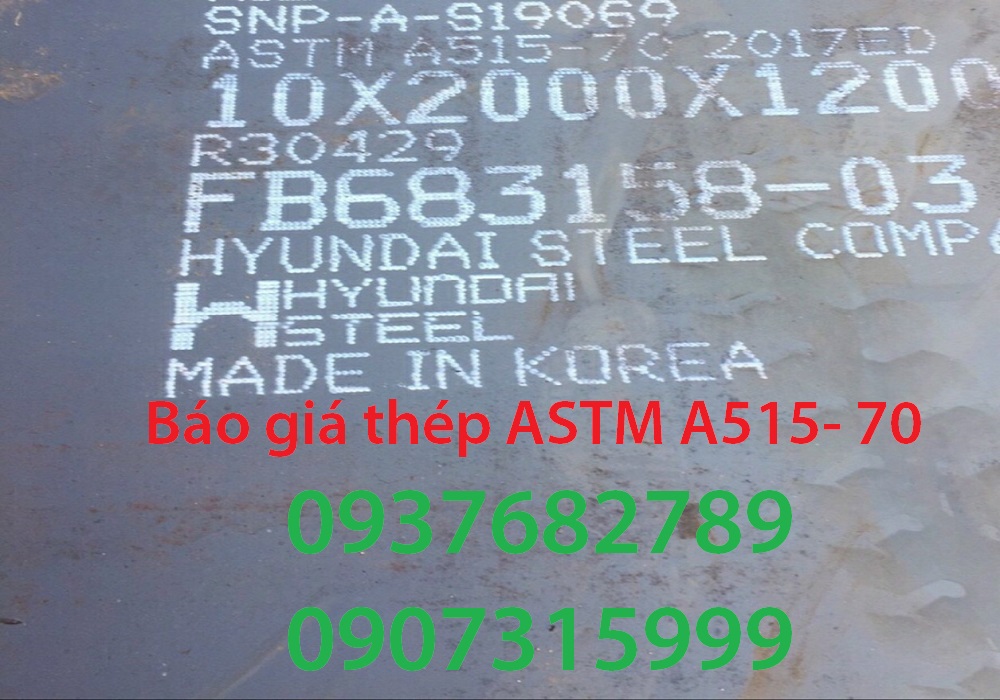 SNP-A-S19069
ASTM A515-70 2017ED
10X2000X1200
R30429
FB683158-03
HYUNDAI STEEL
HYUNDAI
STEEL
MADE IN KOREA
Báo giá thép ASTM A515- 70
0937682789
0907315999